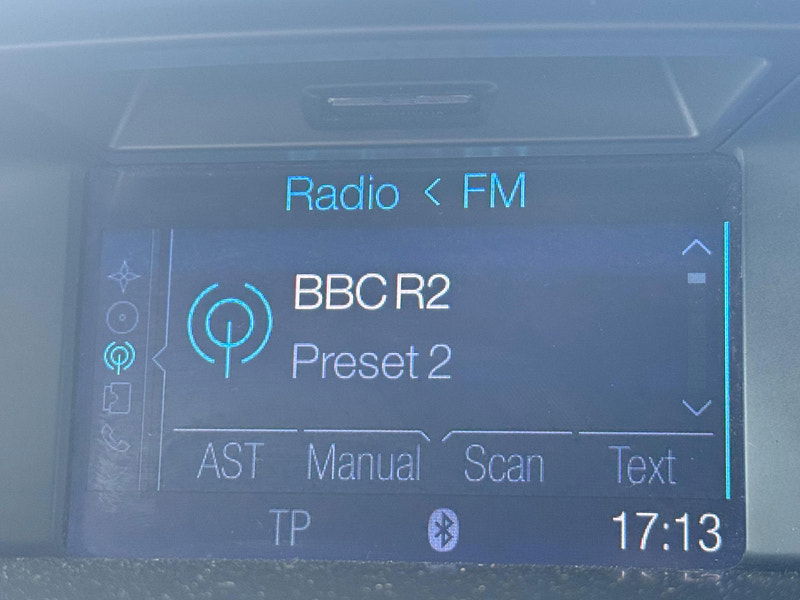 Radio < FM
BBC R2
Preset 2
AST Manual Scan Text
TP 17:13